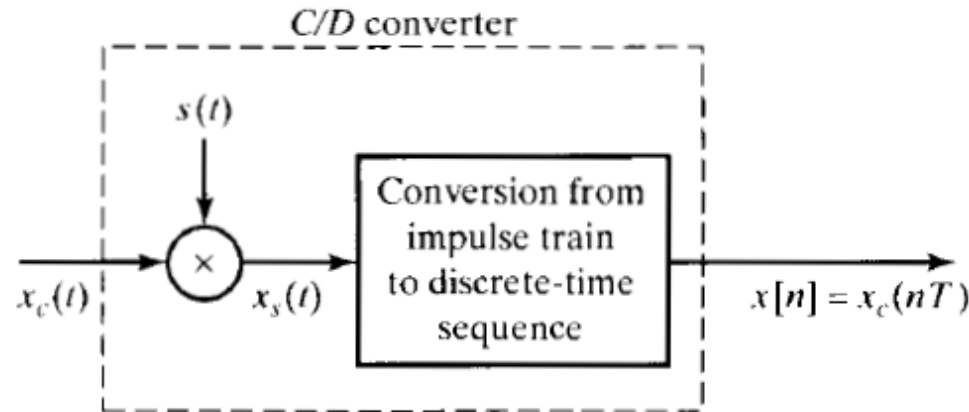 C/D converter
s(t)
×
Conversion from
impulse train
to discrete-time
sequence
x_c(t)
x_s(t)
x[n] = x_c(nT)